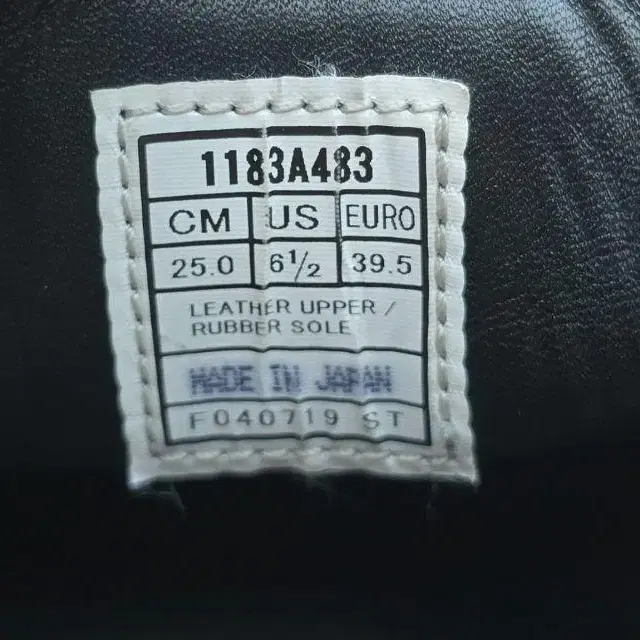 1183A483
CM US EURO
25.0 6½ 39.5
LEATHER UPPER /
RUBBER SOLE
MADE IN JAPAN
F040719 ST